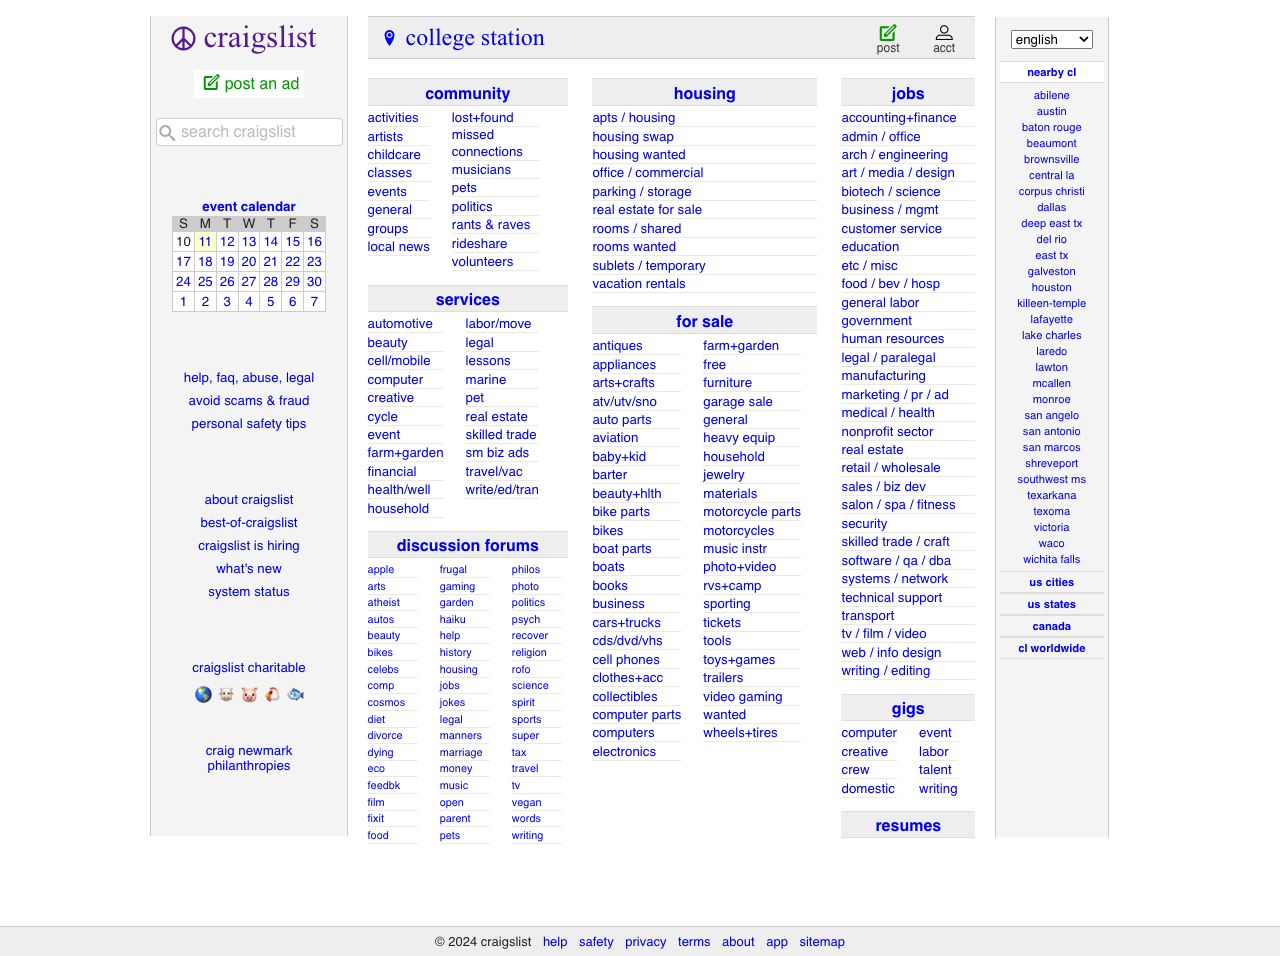 craigslist
post an ad
search craigslist
event calendar
S M T W T F S
10 11 12 13 14 15 16
17 18 19 20 21 22 23
24 25 26 27 28 29 30
1 2 3 4 5 6 7
help, faq, abuse, legal
avoid scams & fraud
personal safety tips
about craigslist
best-of-craigslist
craigslist is hiring
what's new
system status
craigslist charitable
craig newmark
philanthropies
college station
post
acct
community
activities
artists
childcare
classes
events
general
groups
local news
lost+found
missed
connections
musicians
pets
politics
rants & raves
rideshare
volunteers
services
automotive
beauty
cell/mobile
computer
creative
cycle
event
farm+garden
financial
health/well
household
labor/move
legal
lessons
marine
pet
real estate
skilled trade
sm biz ads
travel/vac
write/ed/tran
discussion forums
apple
arts
atheist
autos
beauty
bikes
celebs
comp
cosmos
diet
divorce
dying
eco
feedbk
film
fixit
food
frugal
gaming
garden
haiku
help
history
housing
jobs
jokes
legal
manners
marriage
money
music
open
parent
pets
philos
photo
politics
psych
recover
religion
rofo
science
spirit
sports
super
tax
travel
tv
vegan
words
writing
housing
apts / housing
housing swap
housing wanted
office / commercial
parking / storage
real estate for sale
rooms / shared
rooms wanted
sublets / temporary
vacation rentals
for sale
antiques
appliances
arts+crafts
atv/utv/sno
auto parts
aviation
baby+kid
barter
beauty+hlth
bike parts
bikes
boat parts
boats
books
business
cars+trucks
cds/dvd/vhs
cell phones
clothes+acc
collectibles
computer parts
computers
electronics
farm+garden
free
furniture
garage sale
general
heavy equip
household
jewelry
materials
motorcycle parts
motorcycles
music instr
photo+video
rvs+camp
sporting
tickets
tools
toys+games
trailers
video gaming
wanted
wheels+tires
jobs
accounting+finance
admin / office
arch / engineering
art / media / design
biotech / science
business / mgmt
customer service
education
etc / misc
food / bev / hosp
general labor
government
human resources
legal / paralegal
manufacturing
marketing / pr / ad
medical / health
nonprofit sector
real estate
retail / wholesale
sales / biz dev
salon / spa / fitness
security
skilled trade / craft
software / qa / dba
systems / network
technical support
transport
tv / film / video
web / info design
writing / editing
gigs
computer
creative
crew
domestic
event
labor
talent
writing
resumes
english
nearby cl
abilene
austin
baton rouge
beaumont
brownsville
central la
corpus christi
dallas
deep east tx
del rio
east tx
galveston
houston
killeen-temple
lafayette
lake charles
laredo
lawton
mcallen
monroe
san angelo
san antonio
san marcos
shreveport
southwest ms
texarkana
texoma
victoria
waco
wichita falls
us cities
us states
canada
cl worldwide
© 2024 craigslist help safety privacy terms about app sitemap